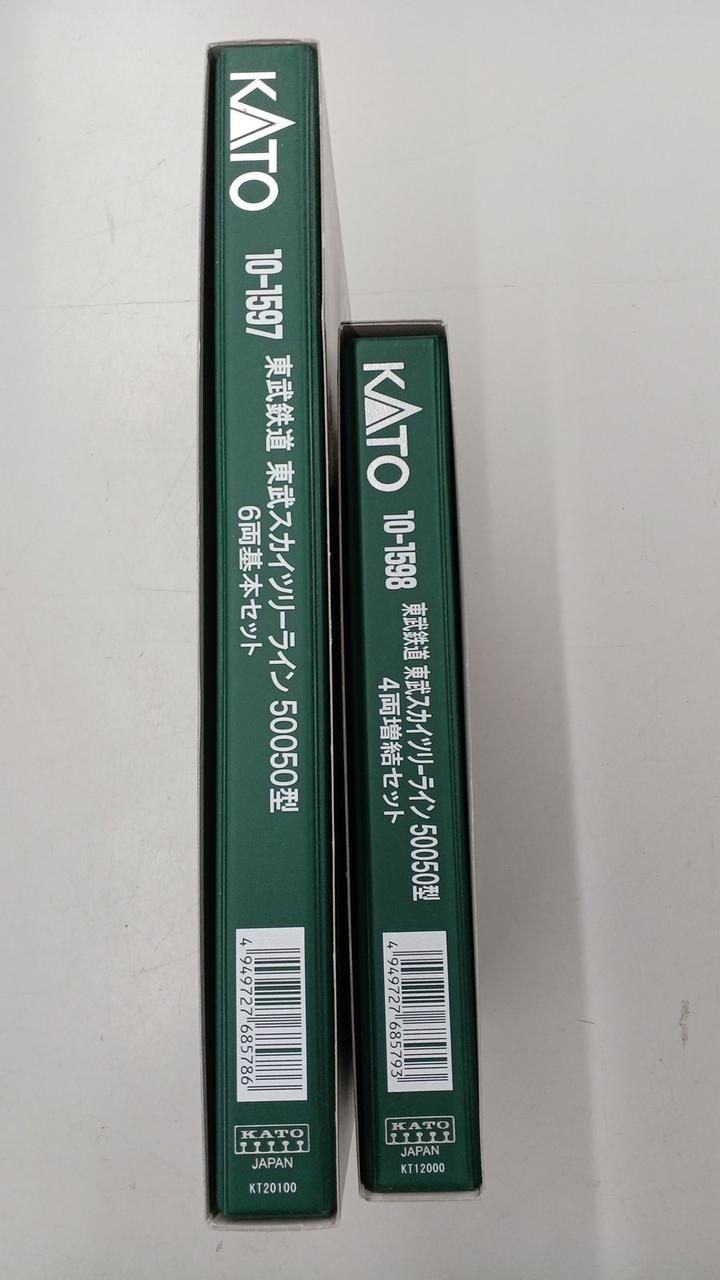 KATO
10-1597
東武鉄道 東武スカイツリーライン 50050型
6両基本セット
4 949727 685786
KATO
JAPAN
KT20100
KATO
10-1598
東武鉄道 東武スカイツリーライン 50050型
4両増結セット
4 949727 685793
KATO
JAPAN
KT12000